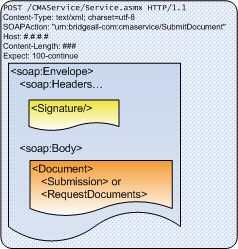 POST /CMAService/Service.asmx HTTP/1.1
Content-Type: text/xml; charset=utf-8
SOAPAction: "urn:bridgeall-com:cmaservice/SubmitDocument"
Host: #.#.#.#
Content-Length: ###
Expect: 100-continue
<soap:Envelope>
<soap:Headers...
<Signature/>
<soap:Body>
<Document>
<Submission> or
<RequestDocuments>